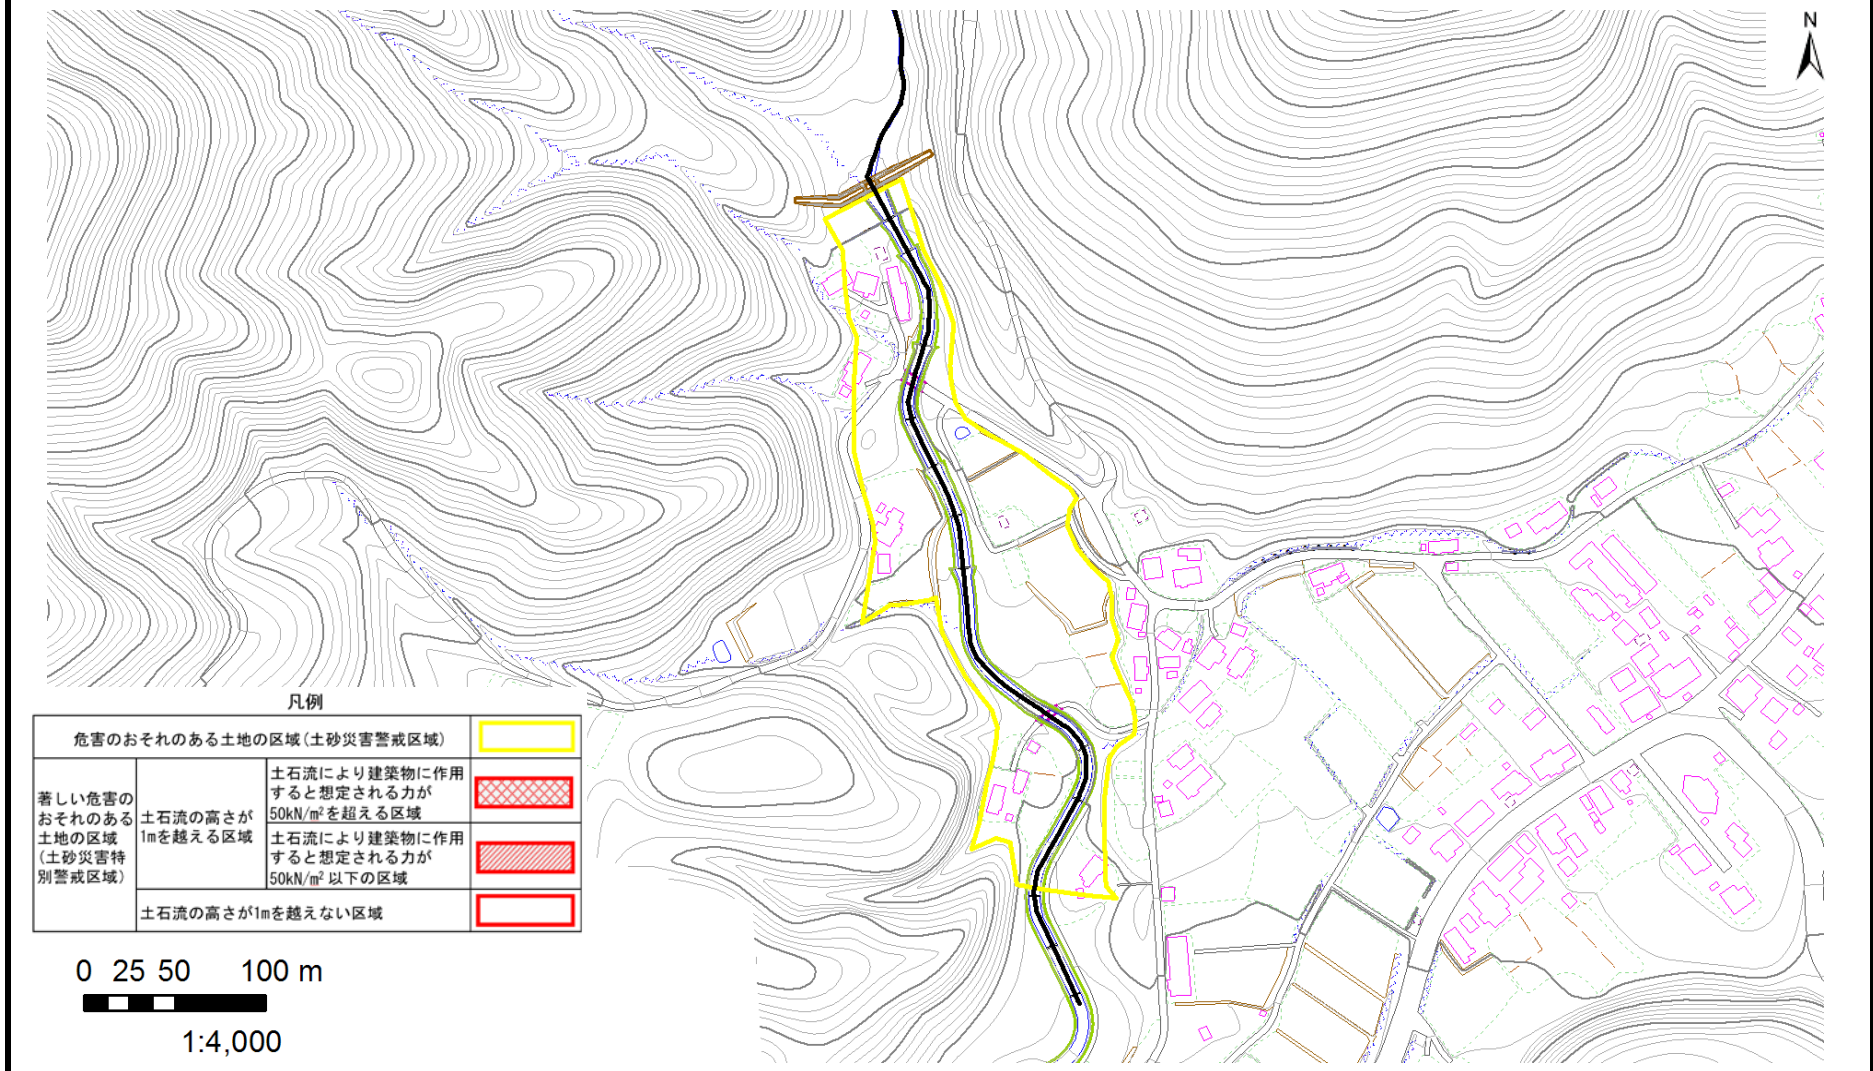 N
凡例
危害のおそれのある土地の区域(土砂災害警戒区域)
著しい危害の
おそれのある
土地の区域
(土砂災害特
別警戒区域)
土石流の高さが
1mを越える区域
土石流により建築物に作用
すると想定される力が
50kN/m²を超える区域
土石流により建築物に作用
すると想定される力が
50kN/m²以下の区域
土石流の高さが1mを越えない区域
0 25 50 100 m
1:4,000